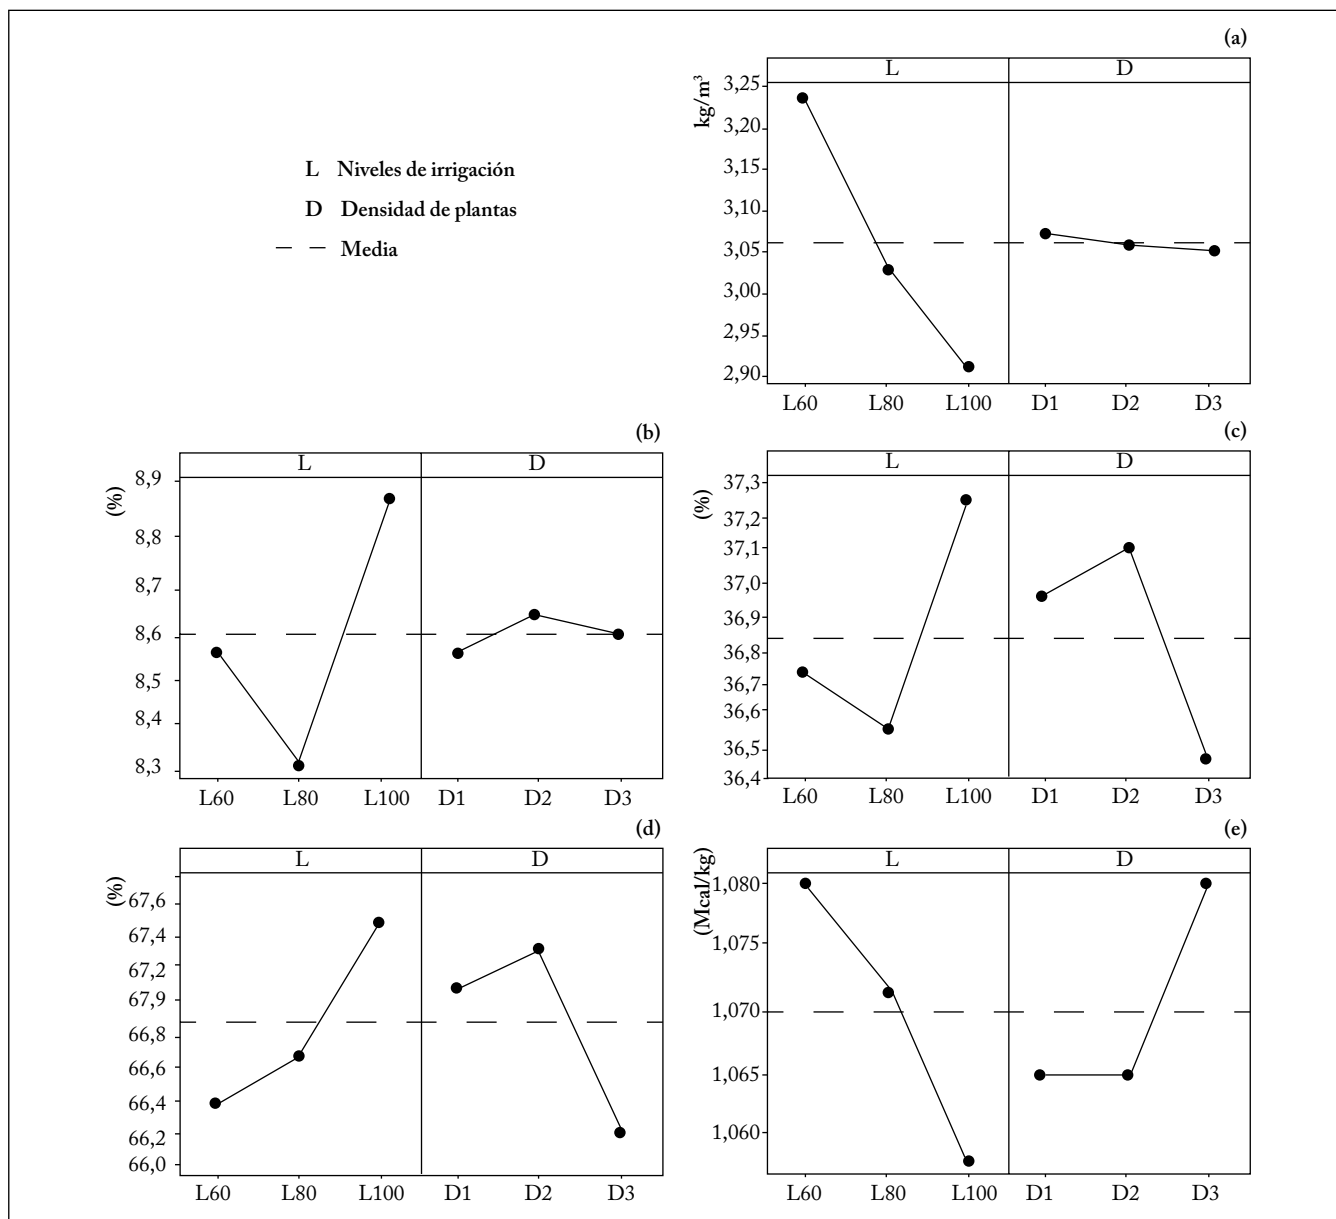 (a)
L D
kg/m³
3,25
3,20
3,15
3,10
3,05
3,00
2,95
2,90
L60 L80 L100 D1 D2 D3
L Niveles de irrigación
D Densidad de plantas
— — Media
(b)
L D
(%)
8,9
8,8
8,7
8,6
8,5
8,4
8,3
L60 L80 L100 D1 D2 D3
(c)
L D
(%)
37,3
37,2
37,1
37,0
36,9
36,8
36,7
36,6
36,5
36,4
L60 L80 L100 D1 D2 D3
(d)
L D
(%)
67,6
67,4
67,2
67,9
66,8
66,6
66,4
66,2
66,0
L60 L80 L100 D1 D2 D3
(e)
L D
(Mcal/kg)
1,080
1,075
1,070
1,065
1,060
L60 L80 L100 D1 D2 D3